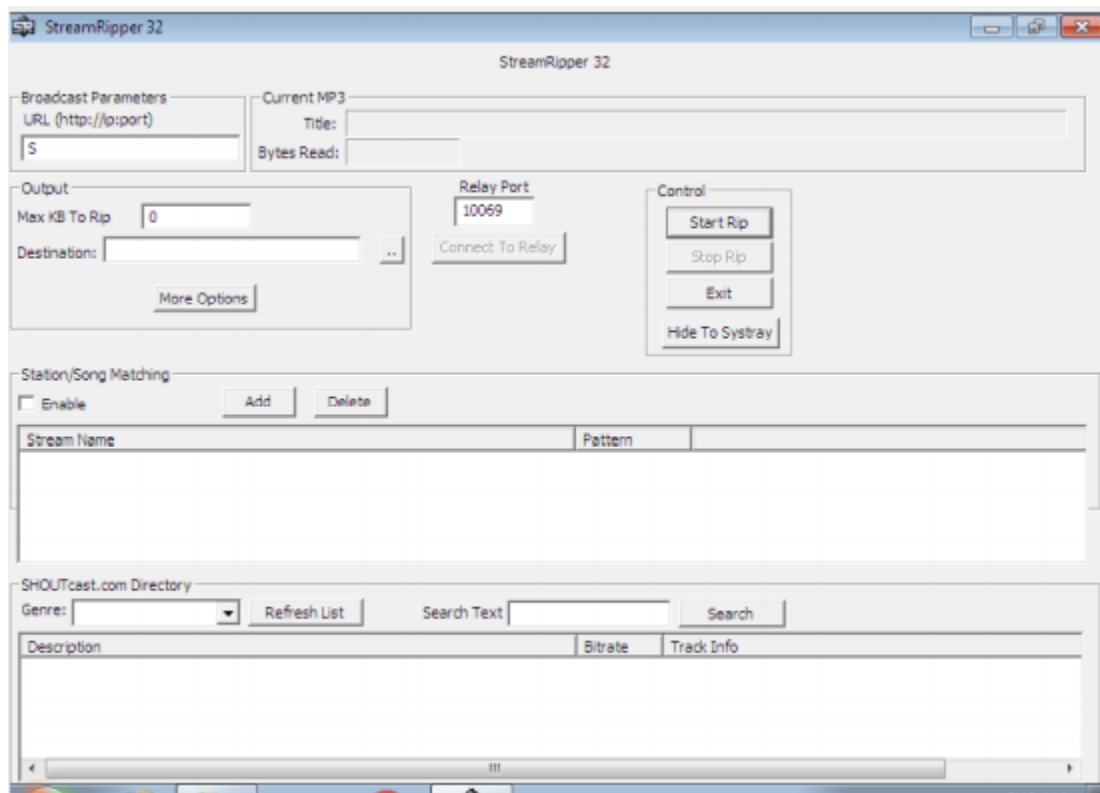 StreamRipper 32
StreamRipper 32
Broadcast Parameters
URL (http://ip:port)
S
Current MP3
Title:
Bytes Read:
Output
Max KB To Rip 0
Destination: ..
More Options
Relay Port
10069
Connect To Relay
Control
Start Rip
Stop Rip
Exit
Hide To Systray
Station/Song Matching
Enable Add Delete
Stream Name Pattern
SHOUTcast.com Directory
Genre: Refresh List Search Text Search
Description Bitrate Track Info